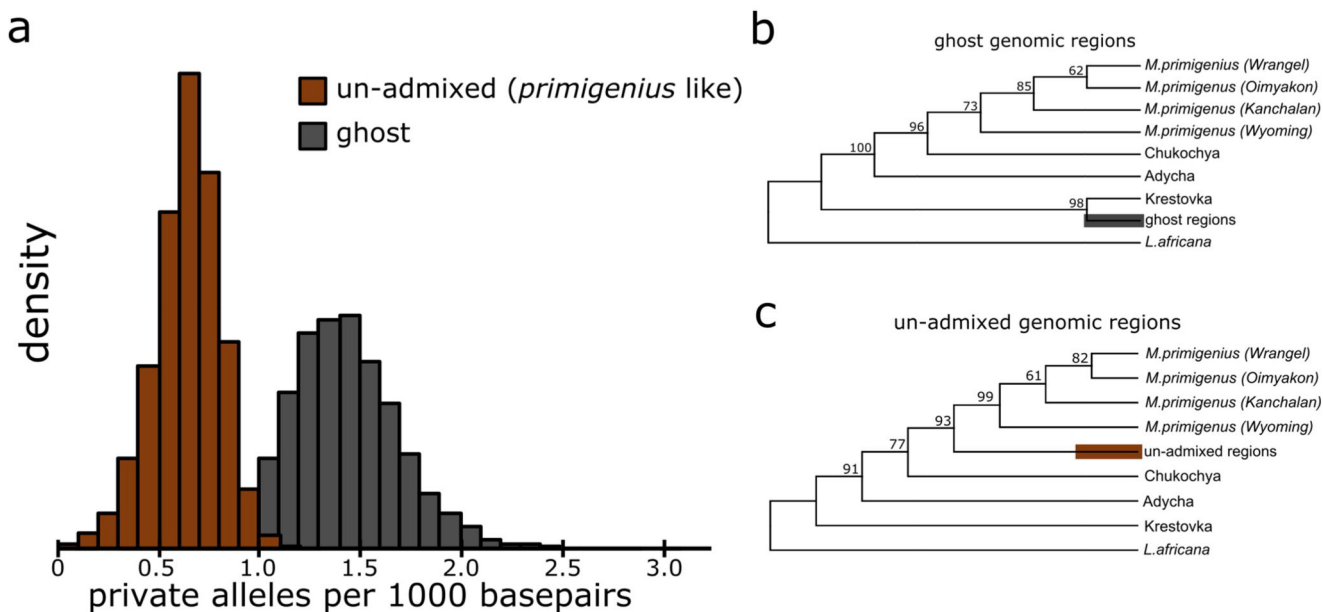 a
un-admixed (primigenius like)
ghost
density
0 0.5 1.0 1.5 2.0 2.5 3.0
private alleles per 1000 basepairs
b
ghost genomic regions
62 M.primigenius (Wrangel)
85 M.primigenus (Oimyakon)
73 M.primigenus (Kanchalan)
96 M.primigenus (Wyoming)
100 Chukochya
Adycha
98 Krestovka
ghost regions
L.africana
c
un-admixed genomic regions
82 M.primigenius (Wrangel)
61 M.primigenus (Oimyakon)
99 M.primigenus (Kanchalan)
93 M.primigenus (Wyoming)
77 un-admixed regions
91 Chukochya
Adycha
Krestovka
L.africana